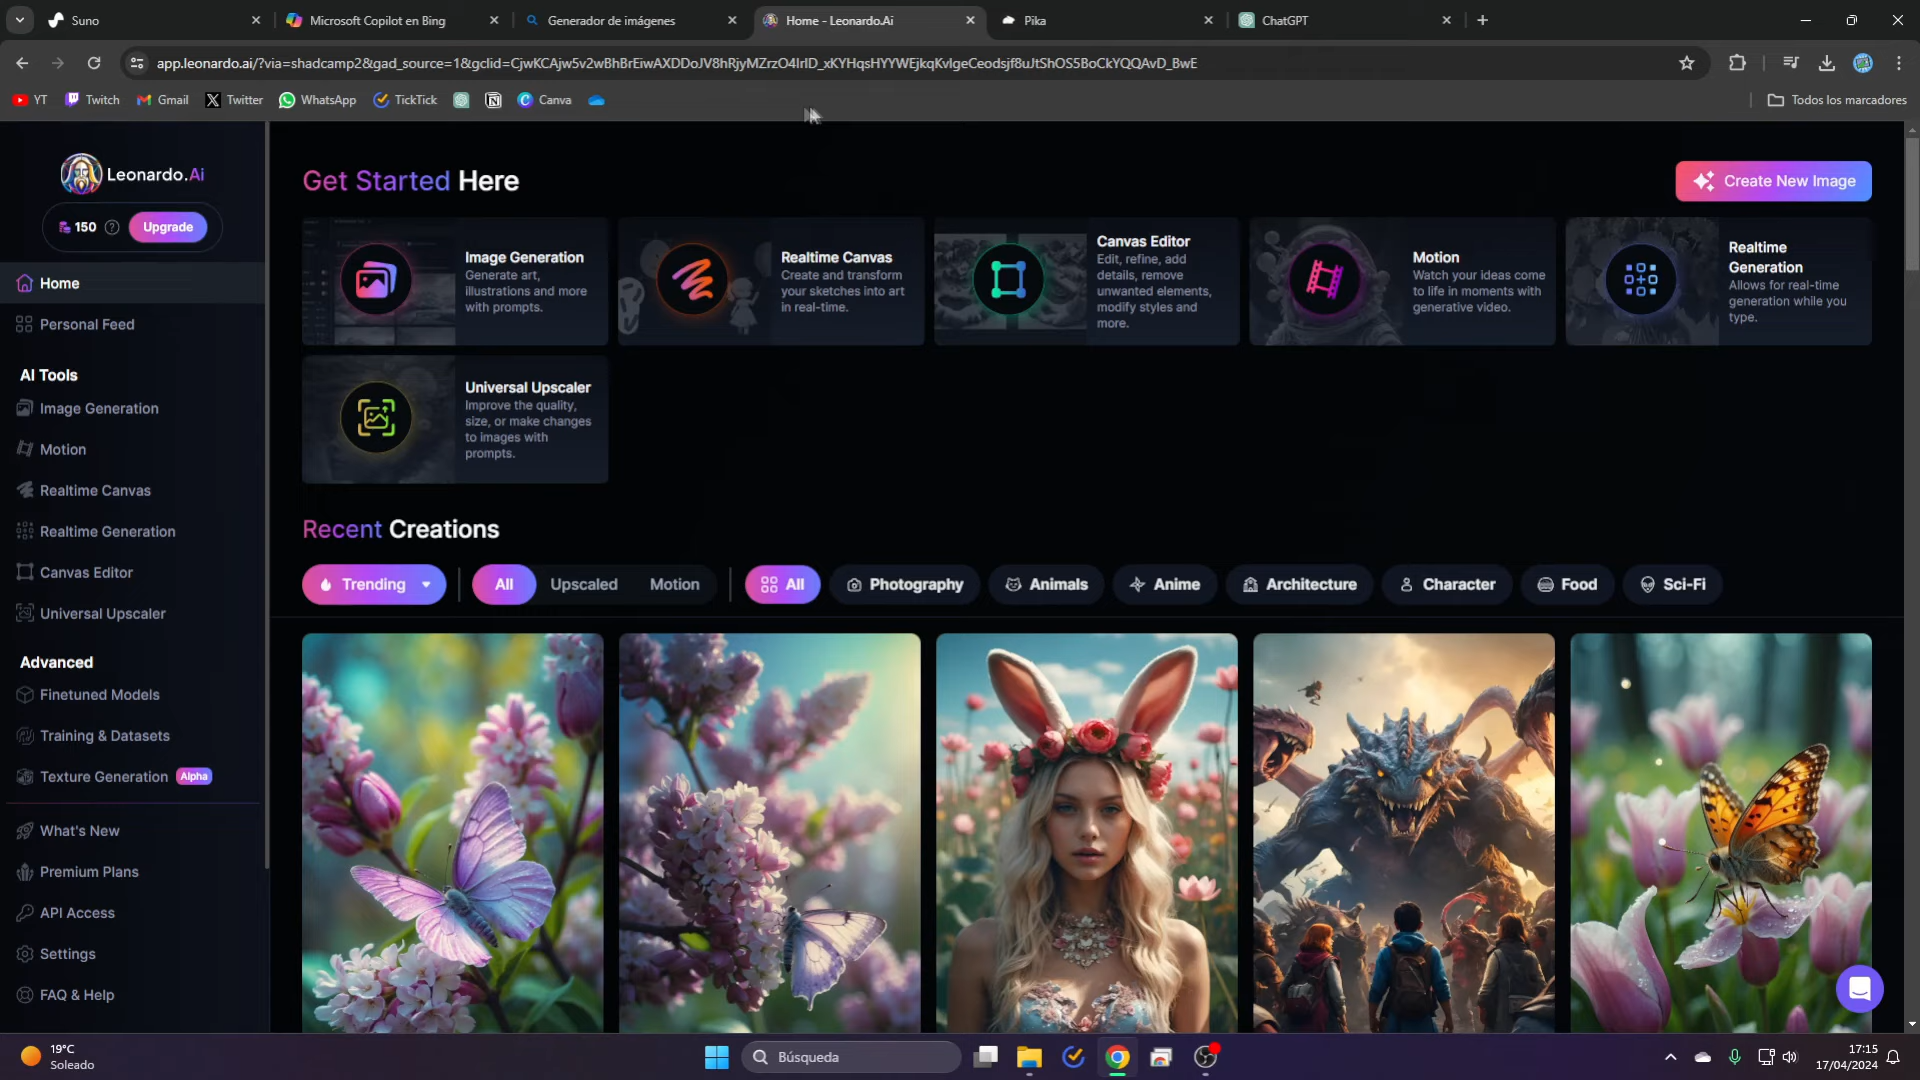 Suno
Microsoft Copilot en Bing
Generador de imágenes
Home - Leonardo.Ai
Pika
ChatGPT
app.leonardo.ai/?via=shadcamp2&gad_source=1&gclid=CjwKCAjw5v2wBhBrEiwAXDDoJV8hRjyMZrzO4IrID_xKYHqsHYYWEjkqKvIgeCeodsjf8uJtShOS5BoCkYQQAvD_BwE
YT
Twitch
Gmail
Twitter
WhatsApp
TickTick
Canva
Todos los marcadores
Leonardo.Ai
150
Upgrade
Home
Personal Feed
AI Tools
Image Generation
Motion
Realtime Canvas
Realtime Generation
Canvas Editor
Universal Upscaler
Advanced
Finetuned Models
Training & Datasets
Texture Generation Alpha
What's New
Premium Plans
API Access
Settings
FAQ & Help
Get Started Here
Create New Image
Image Generation
Generate art,
illustrations and more
with prompts.
Realtime Canvas
Create and transform
your sketches into art
in real-time.
Canvas Editor
Edit, refine, add
details, remove
unwanted elements,
modify styles and
more.
Motion
Watch your ideas come
to life in moments with
generative video.
Realtime
Generation
Allows for real-time
generation while you
type.
Universal Upscaler
Improve the quality,
size, or make changes
to images with
prompts.
Recent Creations
Trending
All
Upscaled
Motion
All
Photography
Animals
Anime
Architecture
Character
Food
Sci-Fi
19°C
Soleado
Búsqueda
17:15
17/04/2024